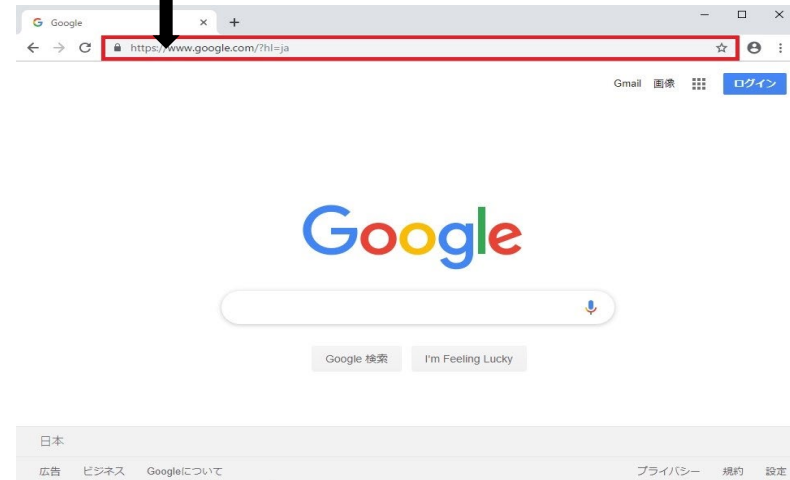 Google
https://www.google.com/?hl=ja
Gmail 画像 ログイン
Google
Google 検索 I'm Feeling Lucky
日本
広告 ビジネス Googleについて プライバシー 規約 設定